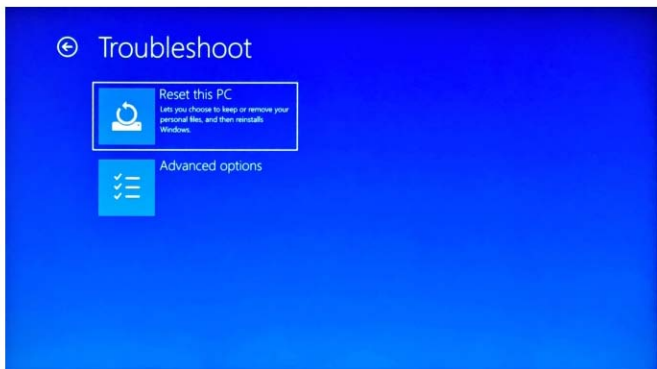 Troubleshoot
Reset this PC
Lets you choose to keep or remove your
personal files, and then reinstalls
Windows.
Advanced options